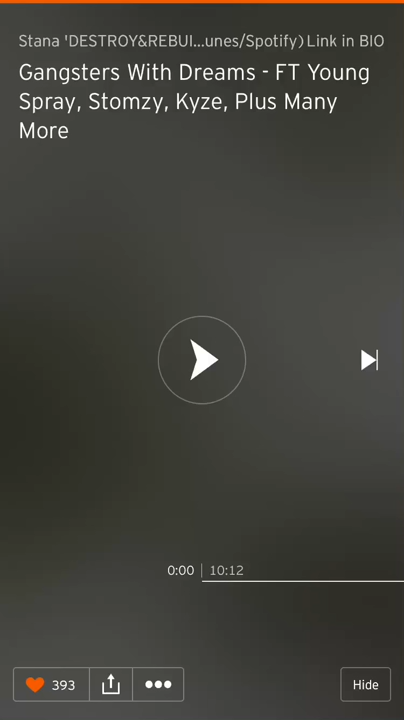 Stana 'DESTROY&REBUI...unes/Spotify) Link in BIO
Gangsters With Dreams - FT Young
Spray, Stomzy, Kyze, Plus Many
More
0:00 | 10:12
393
Hide